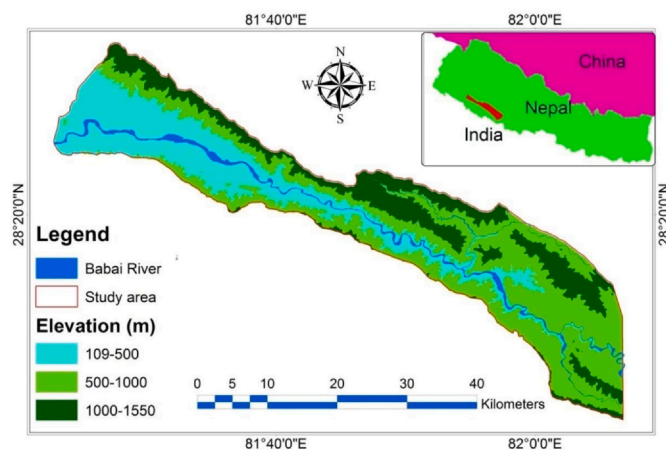 81°40'0"E 82°0'0"E
N
W E
S
China
Nepal
India
28°20'0"N 28°20'0"N
Legend
Babai River
Study area
Elevation (m)
109-500
500-1000
1000-1550
0 5 10 20 30 40
Kilometers
81°40'0"E 82°0'0"E